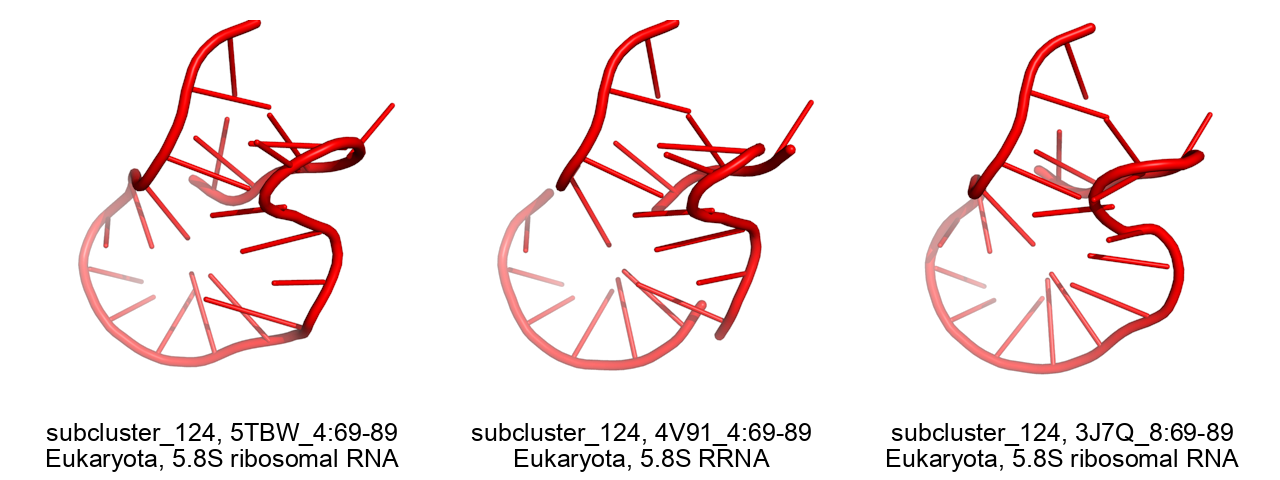 subcluster_124, 5TBW_4:69-89
Eukaryota, 5.8S ribosomal RNA
subcluster_124, 4V91_4:69-89
Eukaryota, 5.8S RRNA
subcluster_124, 3J7Q_8:69-89
Eukaryota, 5.8S ribosomal RNA